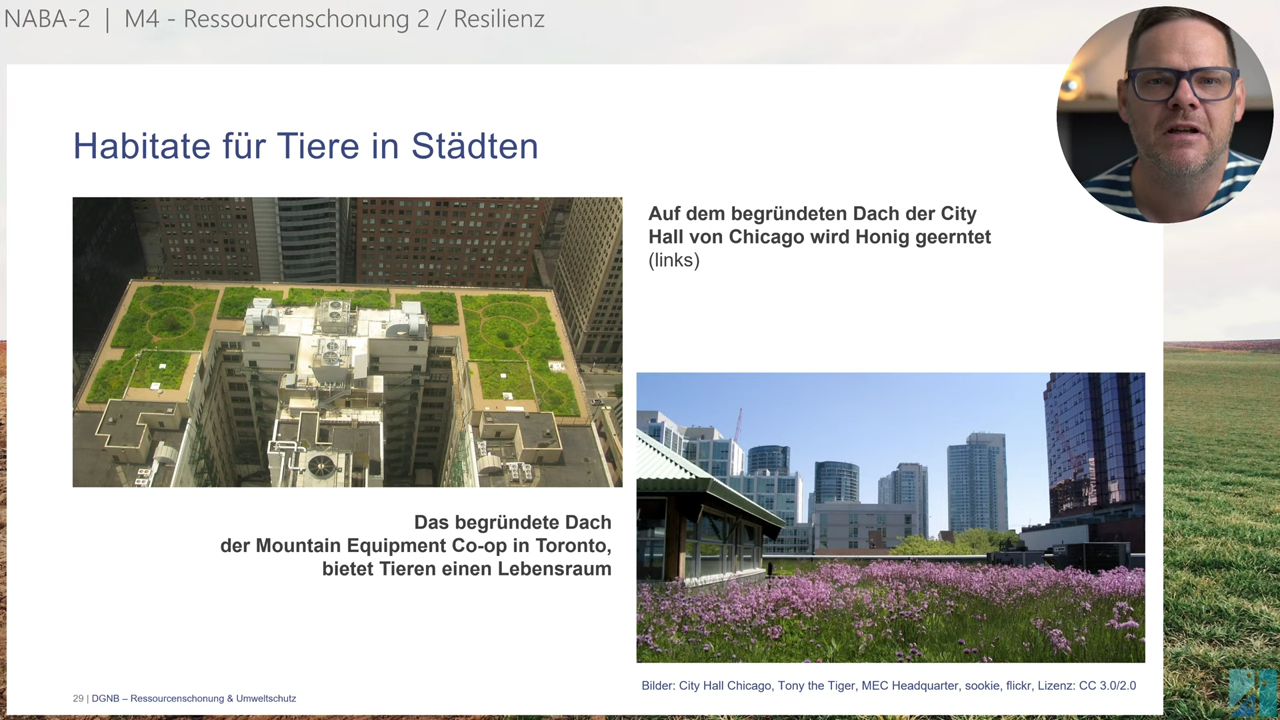 NABA-2 | M4 - Ressourcenschonung 2 / Resilienz
Habitate für Tiere in Städten
Auf dem begründeten Dach der City
Hall von Chicago wird Honig geerntet
(links)
Das begründete Dach
der Mountain Equipment Co-op in Toronto,
bietet Tieren einen Lebensraum
Bilder: City Hall Chicago, Tony the Tiger, MEC Headquarter, sookie, flickr, Lizenz: CC 3.0/2.0
29 | DGNB – Ressourcenschonung & Umweltschutz